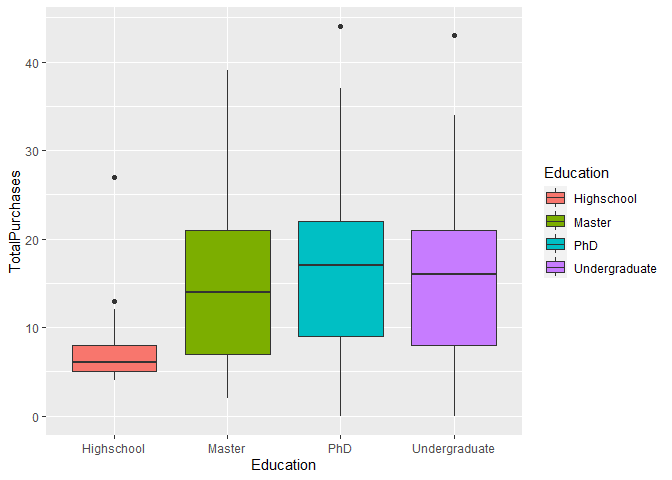 TotalPurchases
40
30
20
10
0
Highschool Master PhD Undergraduate
Education
Education
Highschool
Master
PhD
Undergraduate